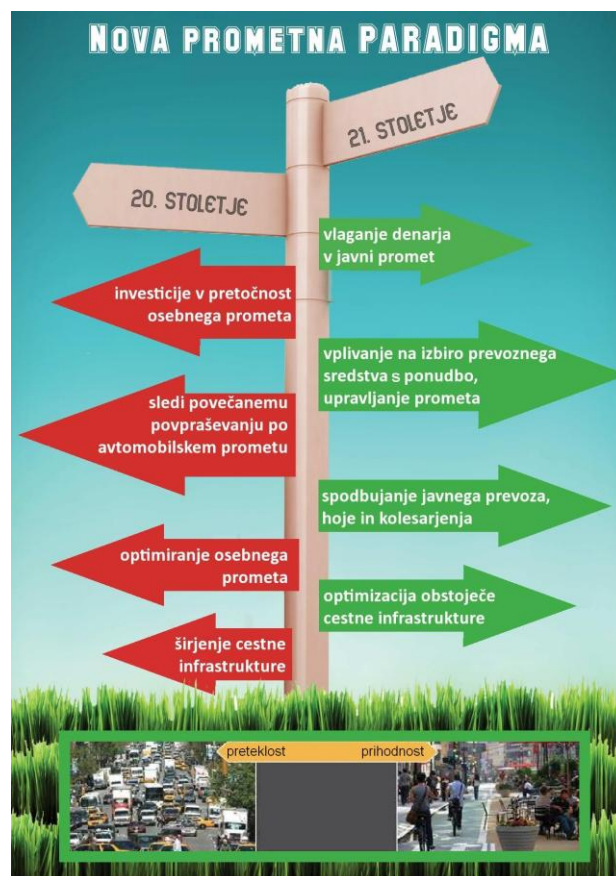 NOVA PROMETNA PARADIGMA
21. STOLETJE
20. STOLETJE
vlaganje denarja
v javni promet
investicije v pretočnost
osebnega prometa
vplivanje na izbiro prevoznega
sredstva s ponudbo,
upravljanje prometa
sledi povečanemu
povpraševanju po
avtomobilskem prometu
spodbujanje javnega prevoza,
hoje in kolesarjenja
optimiranje osebnega
prometa
optimizacija obstoječe
cestne infrastrukture
širjenje cestne
infrastrukture
preteklost
prihodnost